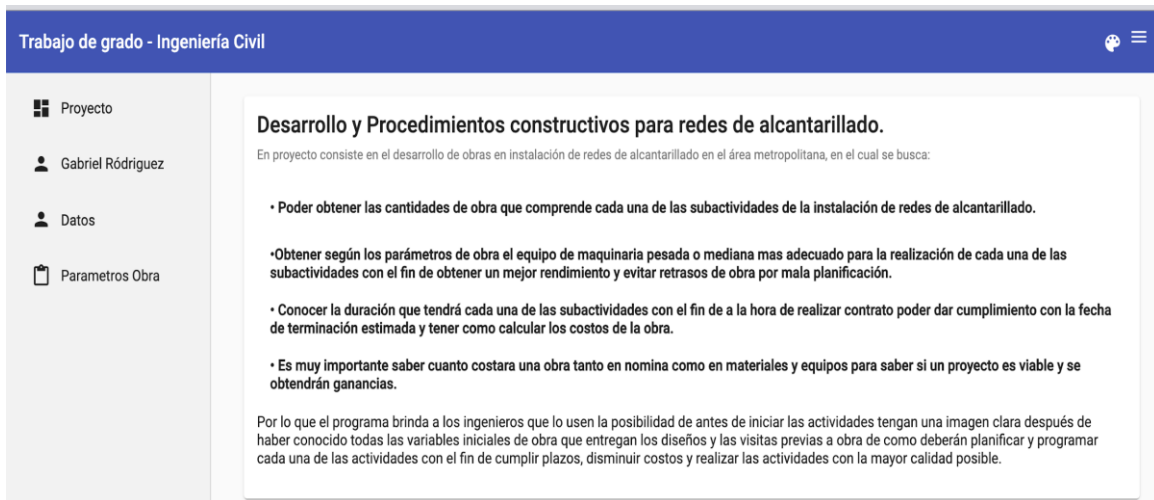 Trabajo de grado - Ingeniería Civil
Proyecto
Gabriel Ródriguez
Datos
Parametros Obra
Desarrollo y Procedimientos constructivos para redes de alcantarillado.
En proyecto consiste en el desarrollo de obras en instalación de redes de alcantarillado en el área metropolitana, en el cual se busca:
• Poder obtener las cantidades de obra que comprende cada una de las subactividades de la instalación de redes de alcantarillado.
•Obtener según los parámetros de obra el equipo de maquinaria pesada o mediana mas adecuado para la realización de cada una de las
subactividades con el fin de obtener un mejor rendimiento y evitar retrasos de obra por mala planificación.
• Conocer la duración que tendrá cada una de las subactividades con el fin de a la hora de realizar contrato poder dar cumplimiento con la fecha
de terminación estimada y tener como calcular los costos de la obra.
• Es muy importante saber cuanto costara una obra tanto en nomina como en materiales y equipos para saber si un proyecto es viable y se
obtendrán ganancias.
Por lo que el programa brinda a los ingenieros que lo usen la posibilidad de antes de iniciar las actividades tengan una imagen clara después de
haber conocido todas las variables iniciales de obra que entregan los diseños y las visitas previas a obra de como deberán planificar y programar
cada una de las actividades con el fin de cumplir plazos, disminuir costos y realizar las actividades con la mayor calidad posible.